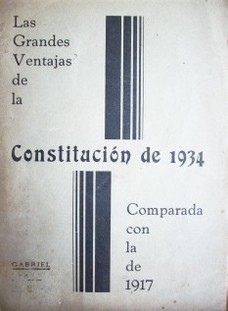 Las
Grandes
Ventajas
de
la
Constitución de 1934
Comparada
con
la
de
1917
GABRIEL